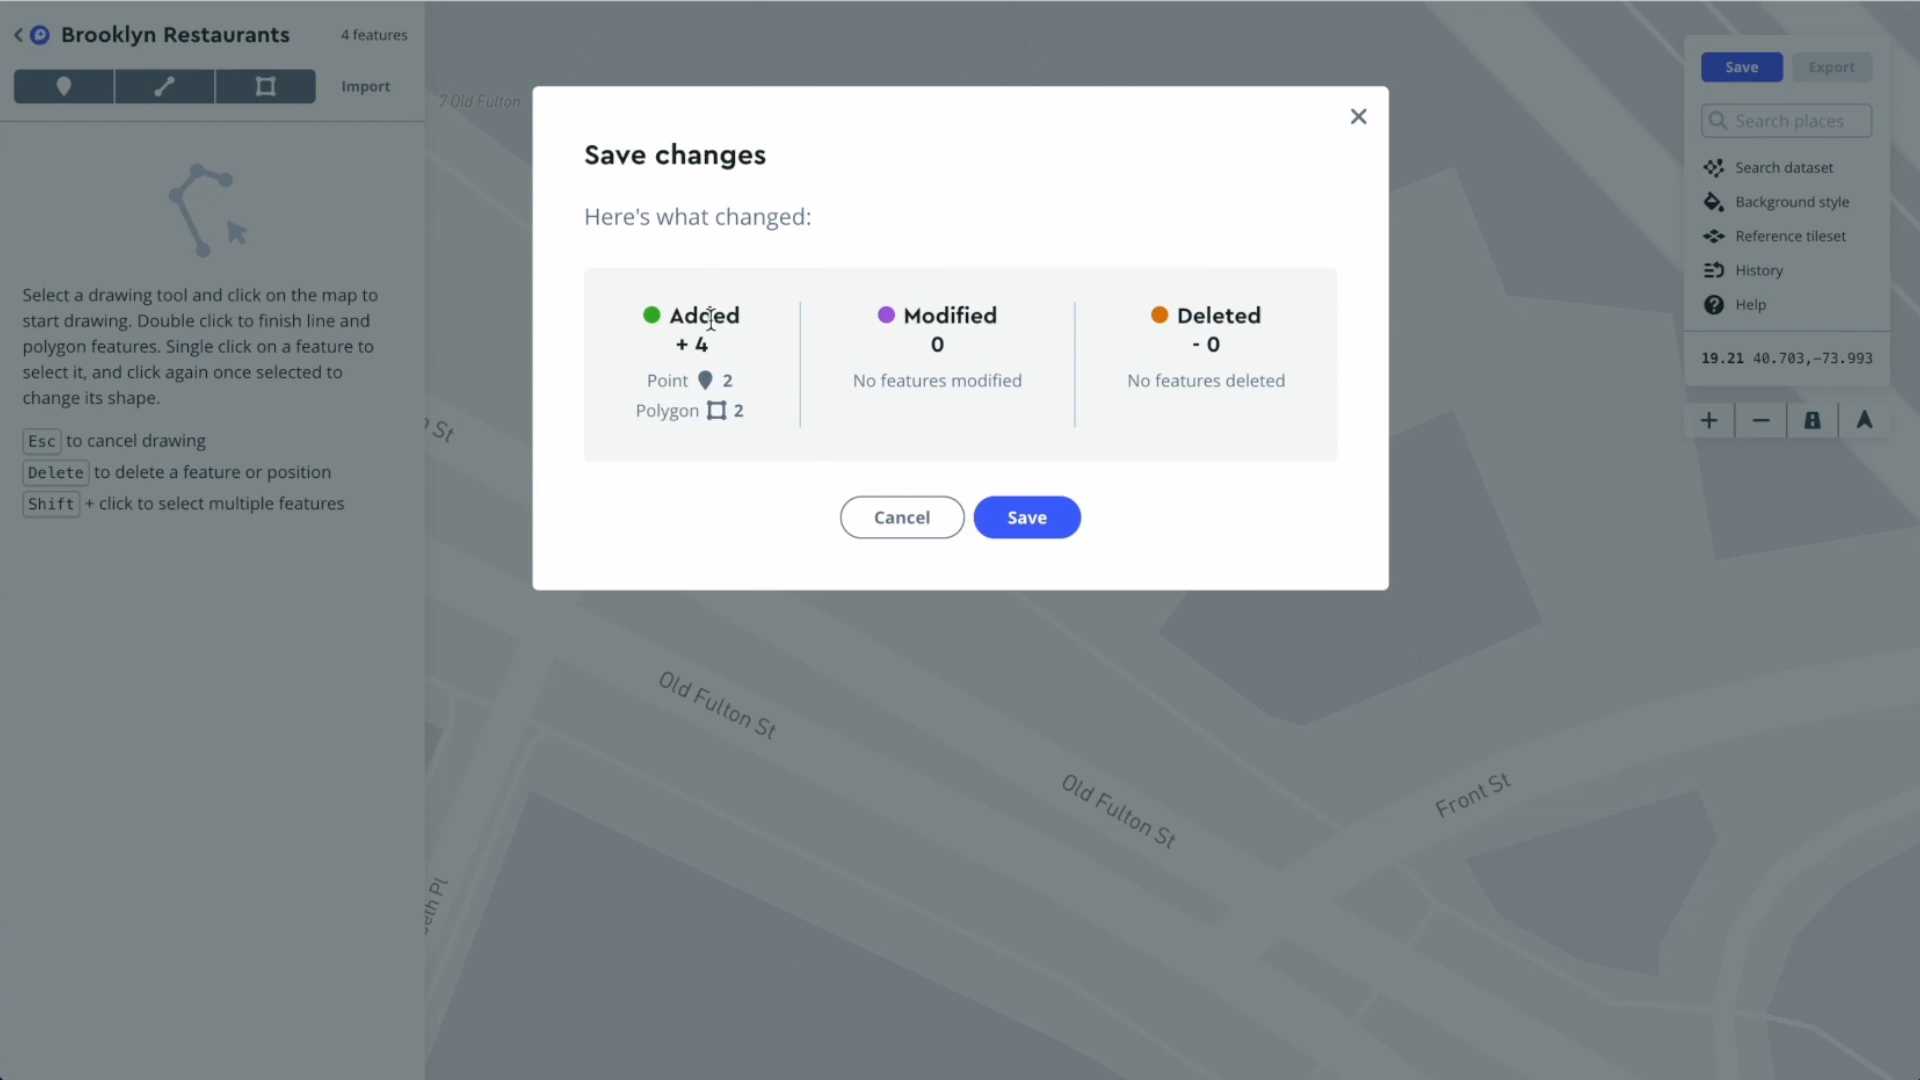 Brooklyn Restaurants
4 features
Import
Select a drawing tool and click on the map to
start drawing. Double click to finish line and
polygon features. Single click on a feature to
select it, and click again once selected to
change its shape.
Esc to cancel drawing
Delete to delete a feature or position
Shift + click to select multiple features
7 Old Fulton
Save changes
Here's what changed:
Added
+ 4
Point 2
Polygon 2
Modified
0
No features modified
Deleted
- 0
No features deleted
Cancel
Save
Save
Export
Search places
Search dataset
Background style
Reference tileset
History
Help
19.21 40.703,-73.993
St
Old Fulton St
Old Fulton St
Front St
Pl